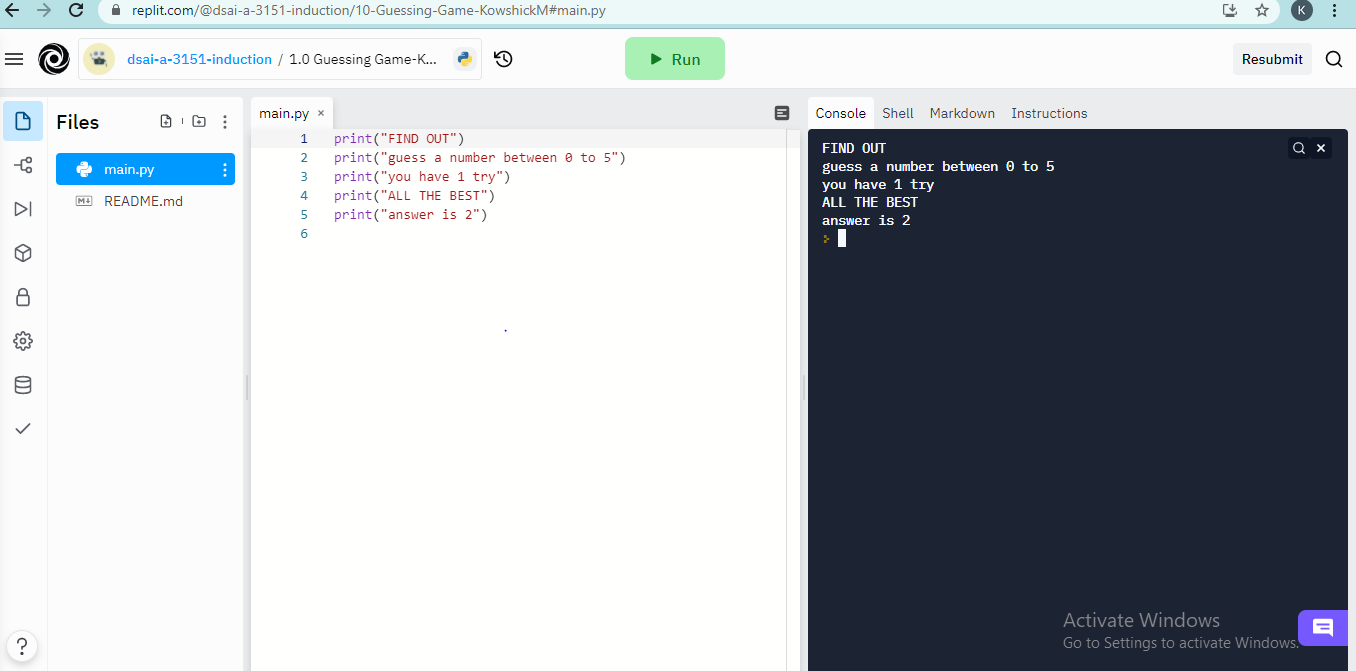 replit.com/@dsai-a-3151-induction/10-Guessing-Game-KowshickM#main.py
K
dsai-a-3151-induction / 1.0 Guessing Game-K...
Run
Resubmit
Files
main.py
README.md
main.py ×
1 print("FIND OUT")
2 print("guess a number between 0 to 5")
3 print("you have 1 try")
4 print("ALL THE BEST")
5 print("answer is 2")
6
Console Shell Markdown Instructions
FIND OUT
guess a number between 0 to 5
you have 1 try
ALL THE BEST
answer is 2
Activate Windows
Go to Settings to activate Windows.
?